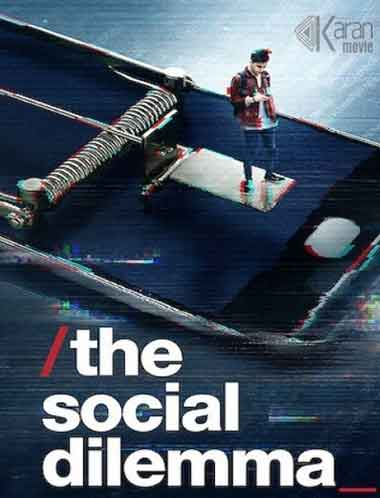 Karan
movie
/the
social
dilemma_